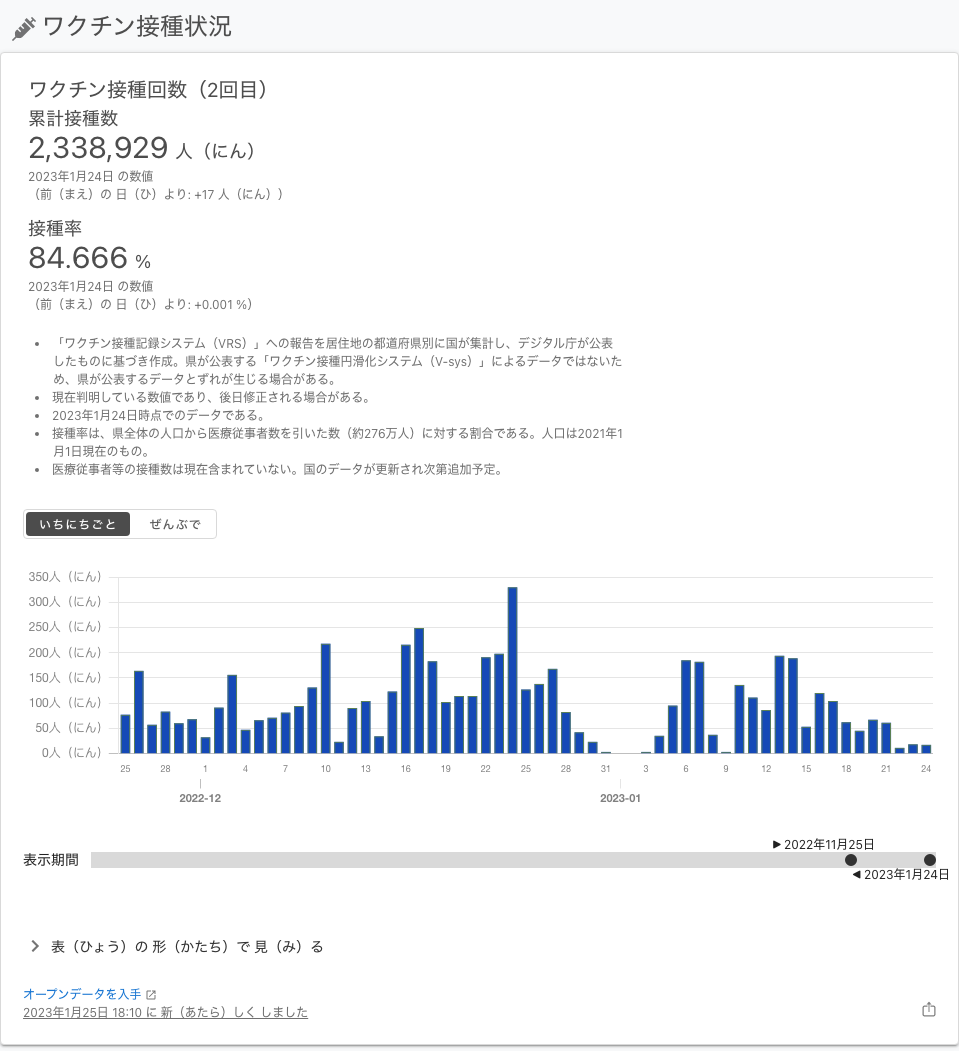 ワクチン接種状況
ワクチン接種回数（2回目）
累計接種数
2,338,929 人（にん）
2023年1月24日 の数値
（前（まえ）の 日（ひ）より: +17 人（にん））
接種率
84.666 %
2023年1月24日 の数値
（前（まえ）の 日（ひ）より: +0.001 %）
• 「ワクチン接種記録システム（VRS）」への報告を居住地の都道府県別に国が集計し、デジタル庁が公表
したものに基づき作成。県が公表する「ワクチン接種円滑化システム（V-sys）」によるデータではないた
め、県が公表するデータとずれが生じる場合がある。
• 現在判明している数値であり、後日修正される場合がある。
• 2023年1月24日時点でのデータである。
• 接種率は、県全体の人口から医療従事者数を引いた数（約276万人）に対する割合である。人口は2021年1
月1日現在のもの。
• 医療従事者等の接種数は現在含まれていない。国のデータが更新され次第追加予定。
いちにちごと ぜんぶで
350人（にん）
300人（にん）
250人（にん）
200人（にん）
150人（にん）
100人（にん）
50人（にん）
0人（にん）
25 28 1 4 7 10 13 16 19 22 25 28 31 3 6 9 12 15 18 21 24
2022-12 2023-01
▶ 2022年11月25日
表示期間
◀ 2023年1月24日
表（ひょう）の 形（かたち）で 見（み）る
オープンデータを入手
2023年1月25日 18:10 に 新（あたら）しく しました